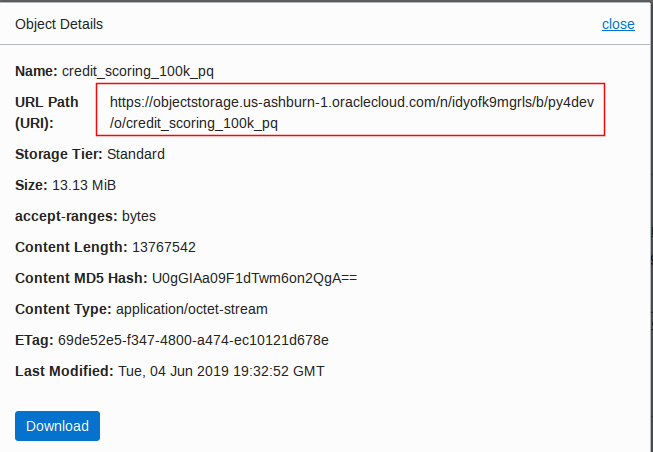 Object Details close
Name: credit_scoring_100k_pq
URL Path https://objectstorage.us-ashburn-1.oraclecloud.com/n/idyofk9mgrls/b/py4dev
(URI): /o/credit_scoring_100k_pq
Storage Tier: Standard
Size: 13.13 MiB
accept-ranges: bytes
Content Length: 13767542
Content MD5 Hash: U0gGIAa09F1dTwm6on2QgA==
Content Type: application/octet-stream
ETag: 69de52e5-f347-4800-a474-ec10121d678e
Last Modified: Tue, 04 Jun 2019 19:32:52 GMT
Download